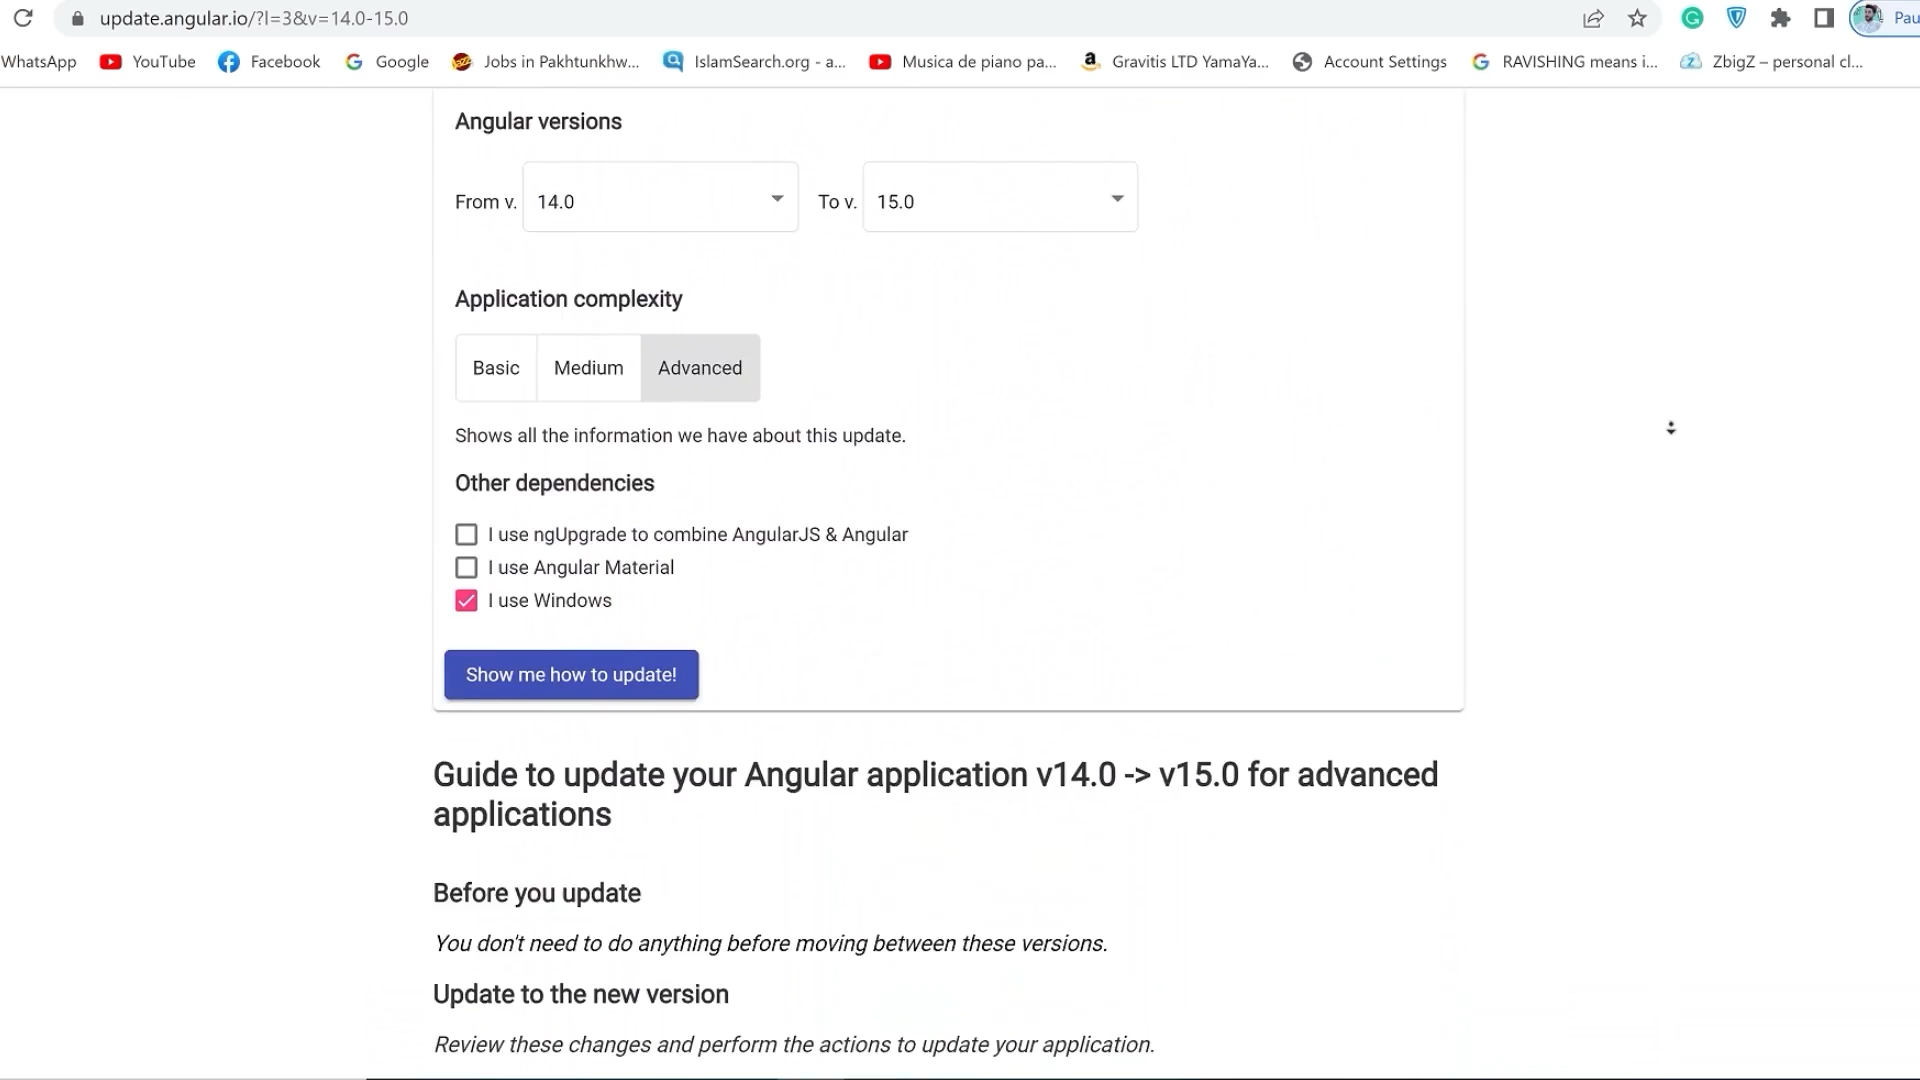 update.angular.io/?l=3&v=14.0-15.0
Pau
WhatsApp YouTube Facebook Google Jobs in Pakhtunkhw... IslamSearch.org - a... Musica de piano pa... Gravitis LTD YamaYa... Account Settings RAVISHING means i... ZbigZ – personal cl...
Angular versions
From v. 14.0 To v. 15.0
Application complexity
Basic Medium Advanced
Shows all the information we have about this update.
Other dependencies
I use ngUpgrade to combine AngularJS & Angular
I use Angular Material
I use Windows
Show me how to update!
Guide to update your Angular application v14.0 -> v15.0 for advanced
applications
Before you update
You don't need to do anything before moving between these versions.
Update to the new version
Review these changes and perform the actions to update your application.